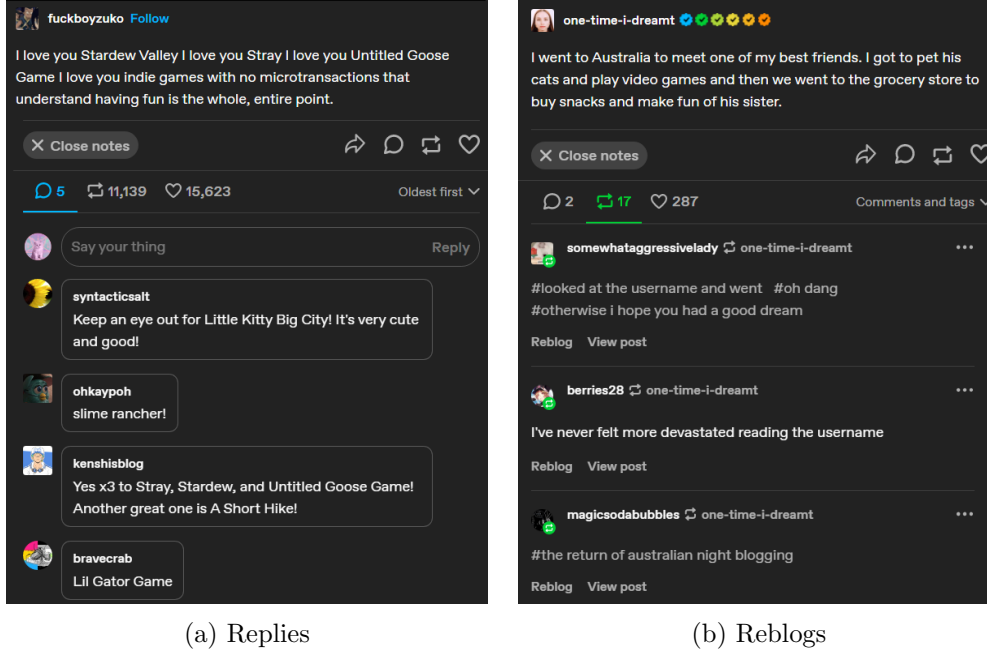 fuckboyzuko Follow
I love you Stardew Valley I love you Stray I love you Untitled Goose
Game I love you indie games with no microtransactions that
understand having fun is the whole, entire point.
Close notes
5 11,139 15,623 Oldest first
Say your thing Reply
syntacticsalt
Keep an eye out for Little Kitty Big City! It's very cute
and good!
ohkaypoh
slime rancher!
kenshisblog
Yes x3 to Stray, Stardew, and Untitled Goose Game!
Another great one is A Short Hike!
bravecrab
Lil Gator Game
(a) Replies
one-time-i-dreamt
I went to Australia to meet one of my best friends. I got to pet his
cats and play video games and then we went to the grocery store to
buy snacks and make fun of his sister.
Close notes
2 17 287 Comments and tags
somewhataggressivelady one-time-i-dreamt
#looked at the username and went #oh dang
#otherwise i hope you had a good dream
Reblog View post
berries28 one-time-i-dreamt
I've never felt more devastated reading the username
Reblog View post
magicsodabubbles one-time-i-dreamt
#the return of australian night blogging
Reblog View post
(b) Reblogs